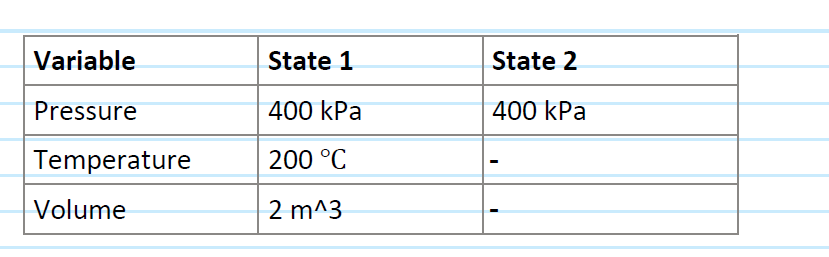 Variable State 1 State 2
Pressure 400 kPa 400 kPa
Temperature 200 °C -
Volume 2 m^3 -